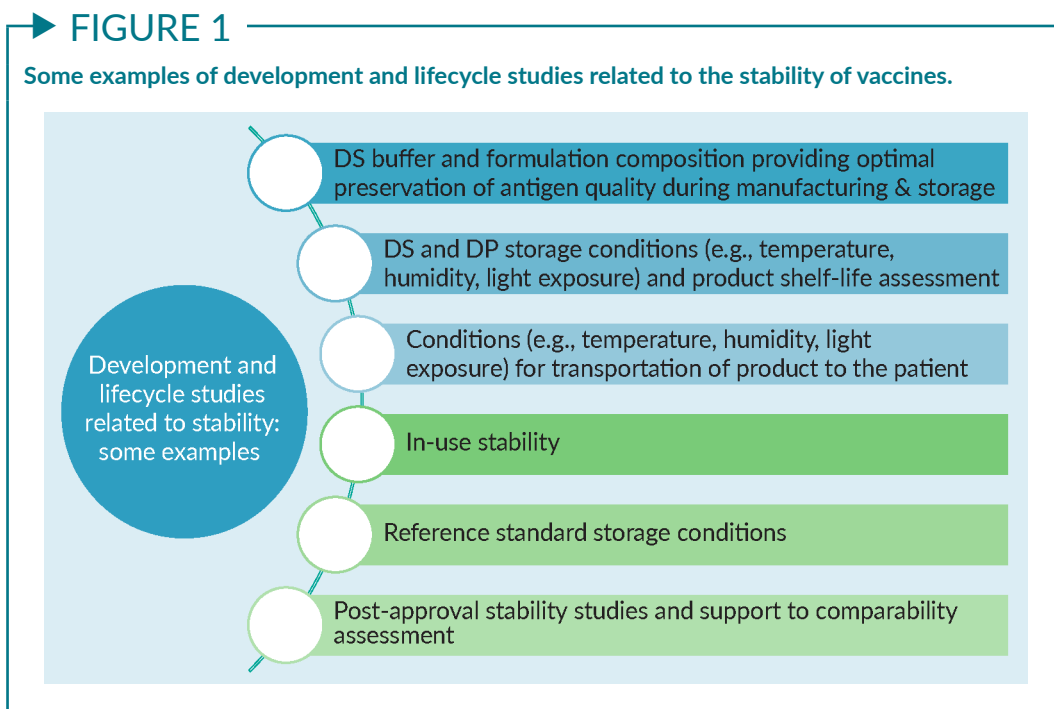 FIGURE 1
Some examples of development and lifecycle studies related to the stability of vaccines.
Development and
lifecycle studies
related to stability:
some examples
DS buffer and formulation composition providing optimal
preservation of antigen quality during manufacturing & storage
DS and DP storage conditions (e.g., temperature,
humidity, light exposure) and product shelf-life assessment
Conditions (e.g., temperature, humidity, light
exposure) for transportation of product to the patient
In-use stability
Reference standard storage conditions
Post-approval stability studies and support to comparability
assessment